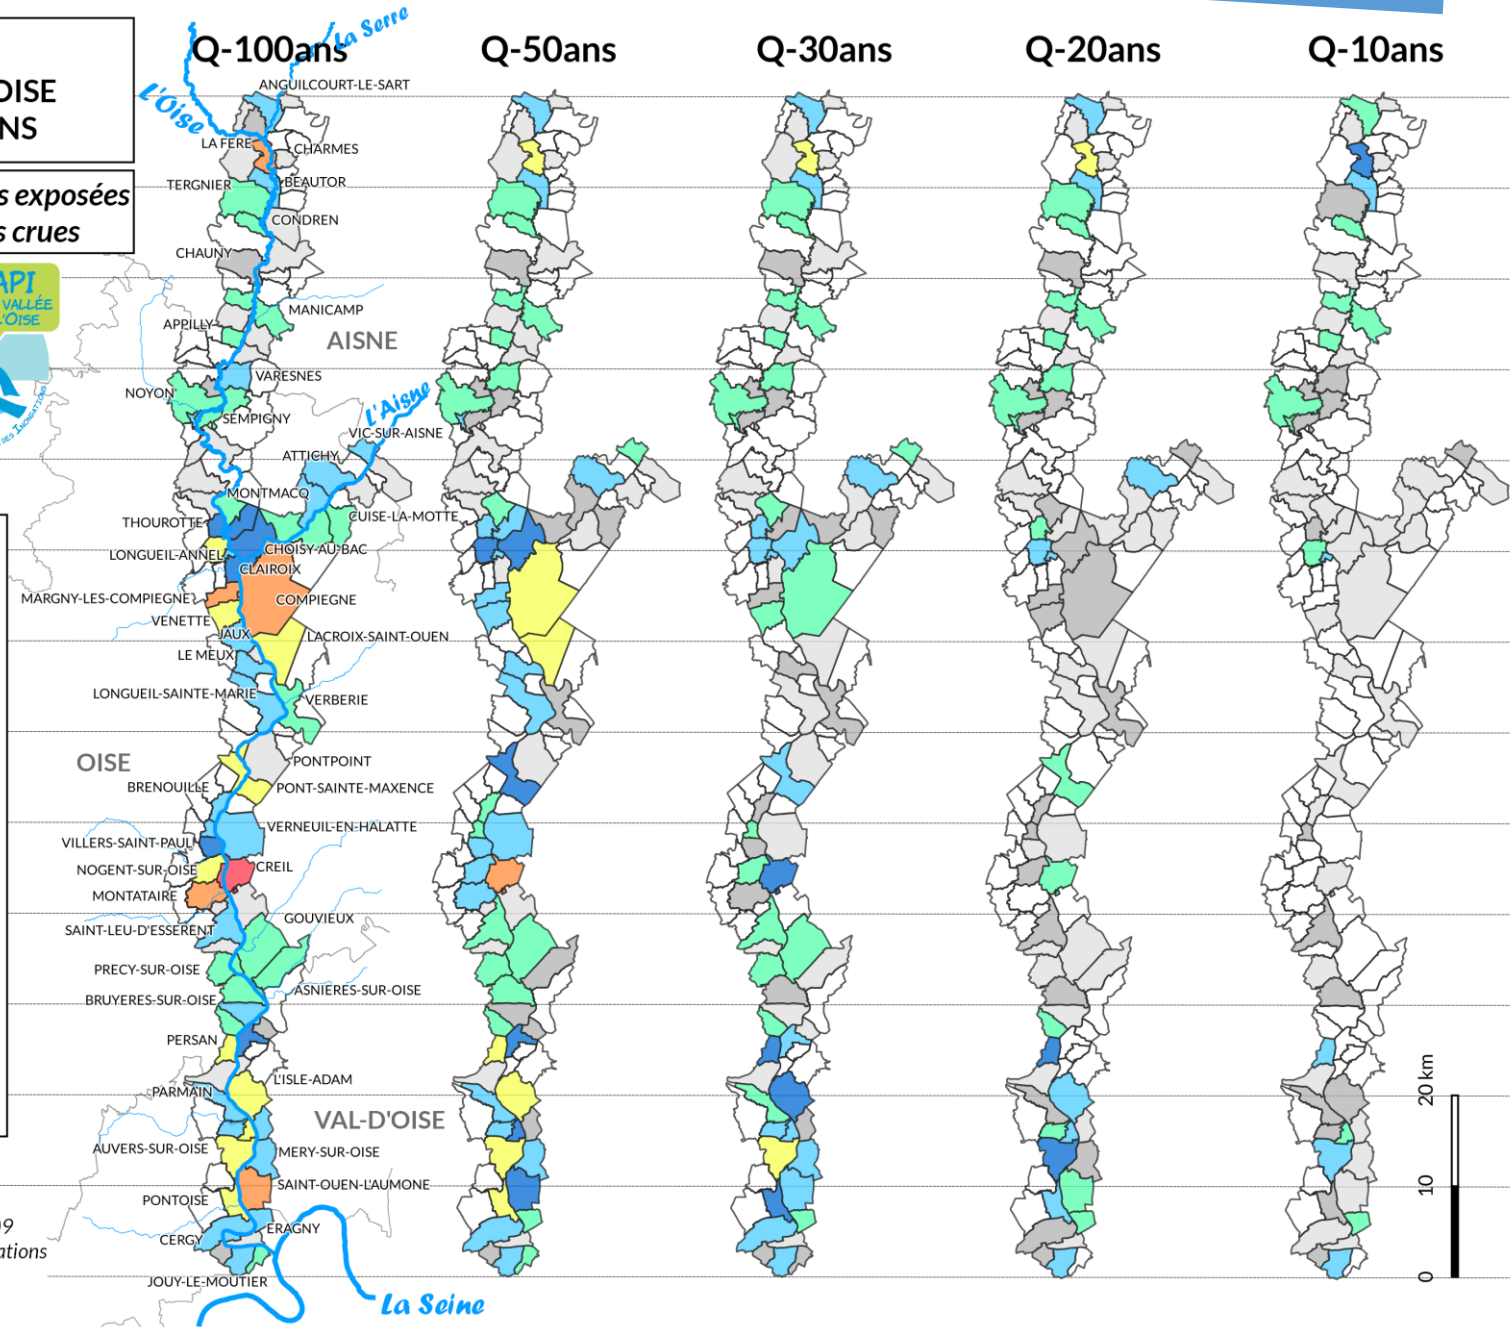 OISE
NS
s exposées
s crues
API
VALLÉE
L'OISE
DES INONDATIONS
Q-100ans
Q-50ans
Q-30ans
Q-20ans
Q-10ans
La Serre
L'Oise
ANGUILCOURT-LE-SART
LA FERE
CHARMES
TERGNIER
BEAUTOR
CONDREN
CHAUNY
MANICAMP
APPILLY
AISNE
VARESNES
NOYON
SEMPIGNY
L'Aisne
VIC-SUR-AISNE
ATTICHY
MONTMACQ
THOUROTTE
CUISE-LA-MOTTE
LONGUEIL-ANNEL
CHOISY-AU-BAC
CLAIROIX
MARGNY-LES-COMPIEGNE
COMPIEGNE
VENETTE
JAUX
LACROIX-SAINT-OUEN
LE MEUX
LONGUEIL-SAINTE-MARIE
VERBERIE
OISE
PONTPOINT
BRENOUILLE
PONT-SAINTE-MAXENCE
VERNEUIL-EN-HALATTE
VILLERS-SAINT-PAUL
NOGENT-SUR-OISE
CREIL
MONTATAIRE
GOUVIEUX
SAINT-LEU-D'ESSERENT
PRECY-SUR-OISE
BRUYERES-SUR-OISE
ASNIERES-SUR-OISE
PERSAN
L'ISLE-ADAM
PARMAIN
VAL-D'OISE
AUVERS-SUR-OISE
MERY-SUR-OISE
SAINT-OUEN-L'AUMONE
PONTOISE
ERAGNY
CERGY
JOUY-LE-MOUTIER
La Seine
20 km
10
0
09
ations